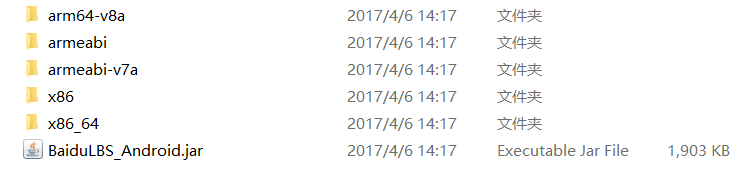 arm64-v8a 2017/4/6 14:17 文件夹
armeabi 2017/4/6 14:17 文件夹
armeabi-v7a 2017/4/6 14:17 文件夹
x86 2017/4/6 14:17 文件夹
x86_64 2017/4/6 14:17 文件夹
BaiduLBS_Android.jar 2017/4/6 14:17 Executable Jar File 1,903 KB